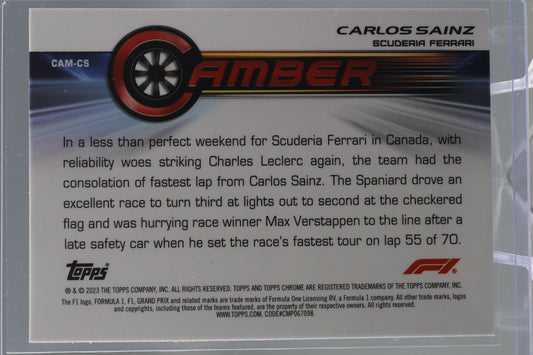 CARLOS SAINZ
SCUDERIA FERRARI
CAM-CS
CAMBER
In a less than perfect weekend for Scuderia Ferrari in Canada, with
reliability woes striking Charles Leclerc again, the team had the
consolation of fastest lap from Carlos Sainz. The Spaniard drove an
excellent race to turn third at lights out to second at the checkered
flag and was hurrying race winner Max Verstappen to the line after a
late safety car when he set the race's fastest tour on lap 55 of 70.
Topps
F1
® & © 2023 THE TOPPS COMPANY, INC. ALL RIGHTS RESERVED. TOPPS AND TOPPS CHROME ARE REGISTERED TRADEMARKS OF THE TOPPS COMPANY, INC.
The F1 logo, FORMULA 1, F1, GRAND PRIX and related marks are trade marks of Formula One Licensing BV, a Formula 1 company. All other trade marks, logos
and copyrights, including those of the teams featured, are the property of their respective owners. All rights reserved.
WWW.TOPPS.COM. CODE#CMP067098.